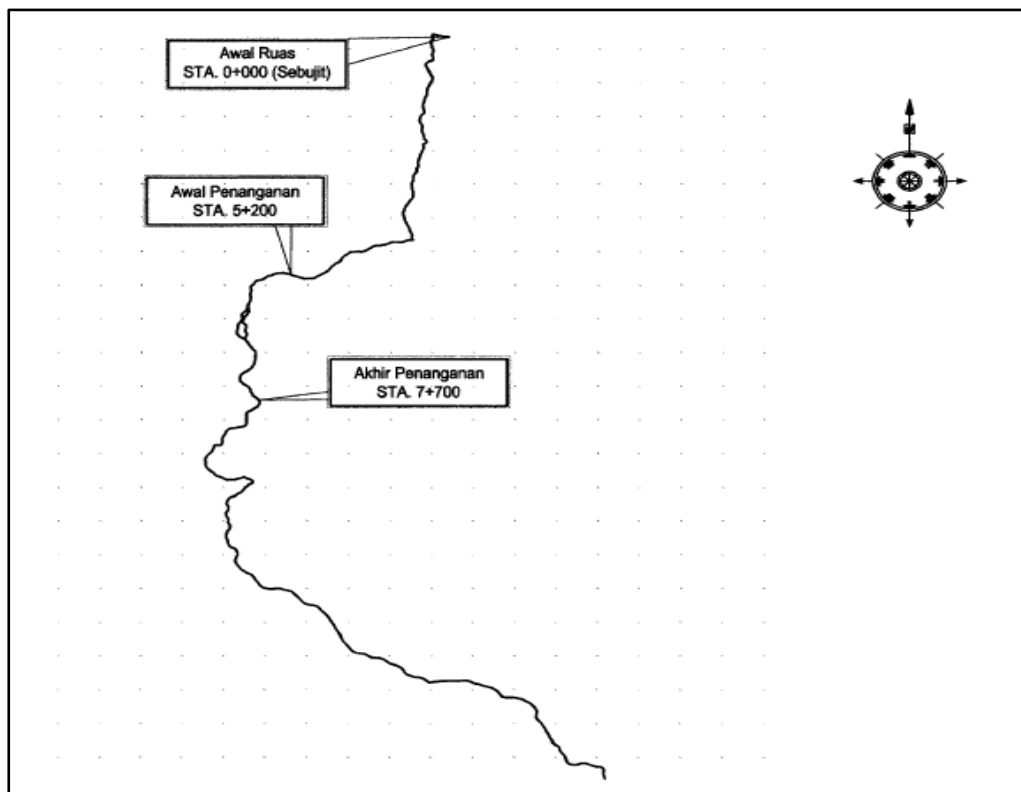 Awal Ruas
STA. 0+000 (Sebujit)
N
Awal Penanganan
STA. 5+200
Akhir Penanganan
STA. 7+700